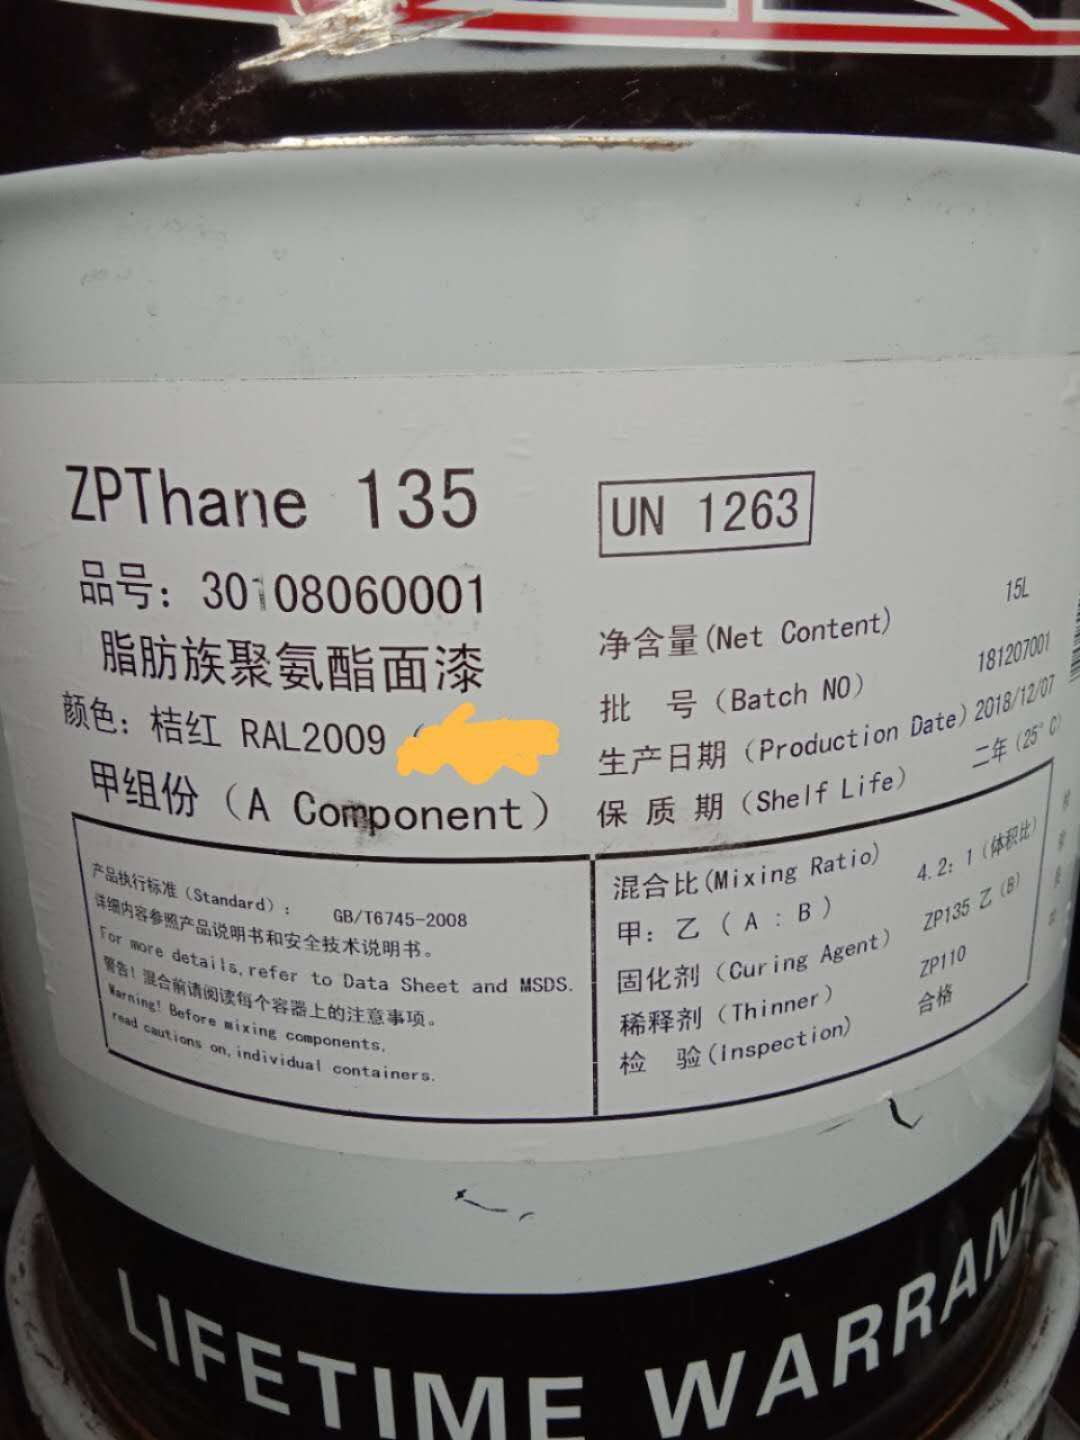 ZPThane 135
UN 1263
品号: 30108060001
脂肪族聚氨酯面漆
颜色: 桔红 RAL2009
甲组份 (A Component)
净含量(Net Content) 15L
批 号 (Batch NO) 181207001
生产日期 (Production Date) 2018/12/07
保 质 期 (Shelf Life) 二年(25°C)
产品执行标准 (Standard): GB/T6745-2008
详细内容参照产品说明书和安全技术说明书。
For more details, refer to Data Sheet and MSDS.
警告! 混合前请阅读每个容器上的注意事项。
Warning! Before mixing components,
read cautions on, individual containers.
混合比(Mixing Ratio)
甲: 乙 ( A : B ) 4.2: 1 (体积比)
固化剂 (Curing Agent) ZP135 乙 (B)
稀释剂 (Thinner) ZP110
检 验(Inspection) 合格
LIFETIME WARRANT